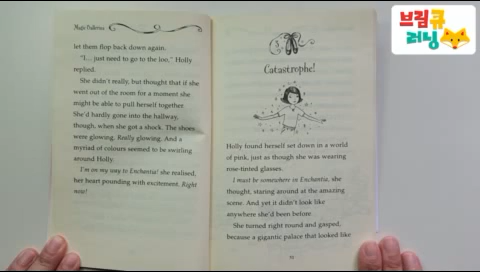 Magic Ballerina
let them flop back down again.
"I... just need to go to the loo," Holly
replied.
She didn't really, but thought that if she
went out of the room for a moment she
might be able to pull herself together.
She'd hardly gone into the hallway,
though, when she got a shock. The shoes
were glowing. Really glowing. And a
myriad of colours seemed to be swirling
around Holly.
I'm on my way to Enchantia! she realised,
her heart pounding with excitement. Right
now!
Catastrophe!
Holly found herself set down in a world
of pink, just as though she was wearing
rose-tinted glasses.
I must be somewhere in Enchantia, she
thought, staring around at the amazing
scene. And yet it didn't look like
anywhere she'd been before.
She turned right round and gasped,
because a gigantic palace that looked like
브림큐
러닝